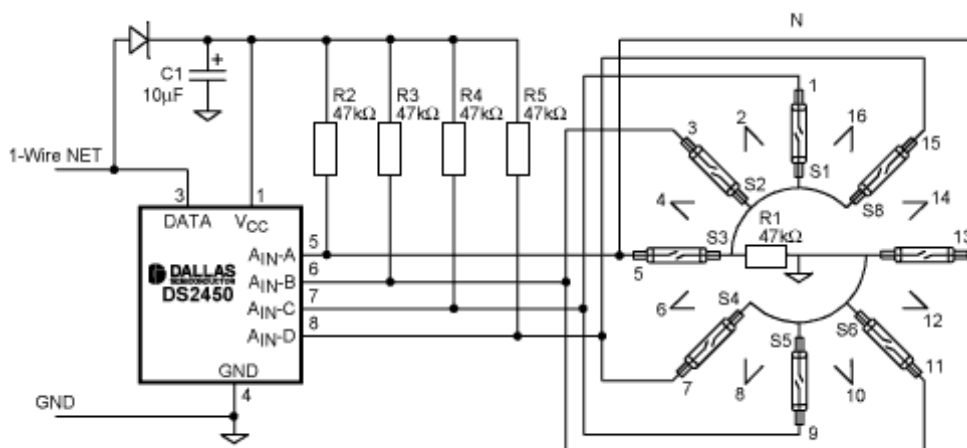 N
C1
10µF
+
R2
47kΩ
R3
47kΩ
R4
47kΩ
R5
47kΩ
1-Wire NET
3
1
DATA
VCC
DALLAS
SEMICONDUCTOR
DS2450
AIN-A
5
AIN-B
6
AIN-C
7
AIN-D
8
GND
4
GND
1
2
16
3
15
S1
S2
S8
4
14
R1
47kΩ
S3
13
5
6
S4
S6
12
S5
7
8
10
11
9